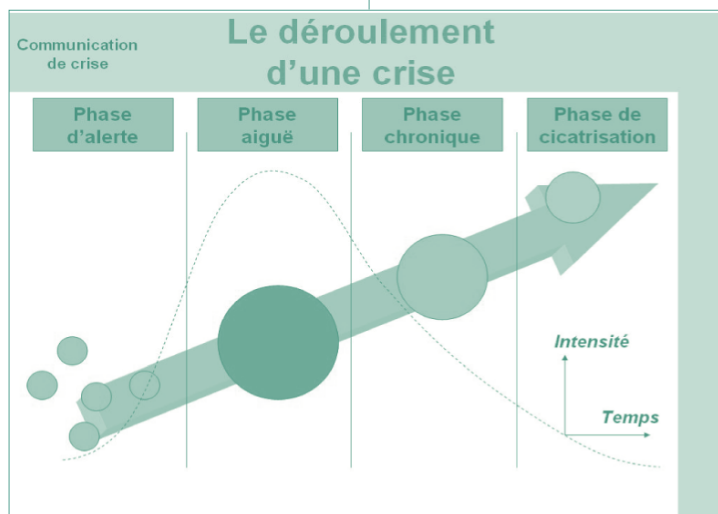 Communication
de crise
Le déroulement
d’une crise
Phase
d’alerte
Phase
aiguë
Phase
chronique
Phase de
cicatrisation
Intensité
Temps